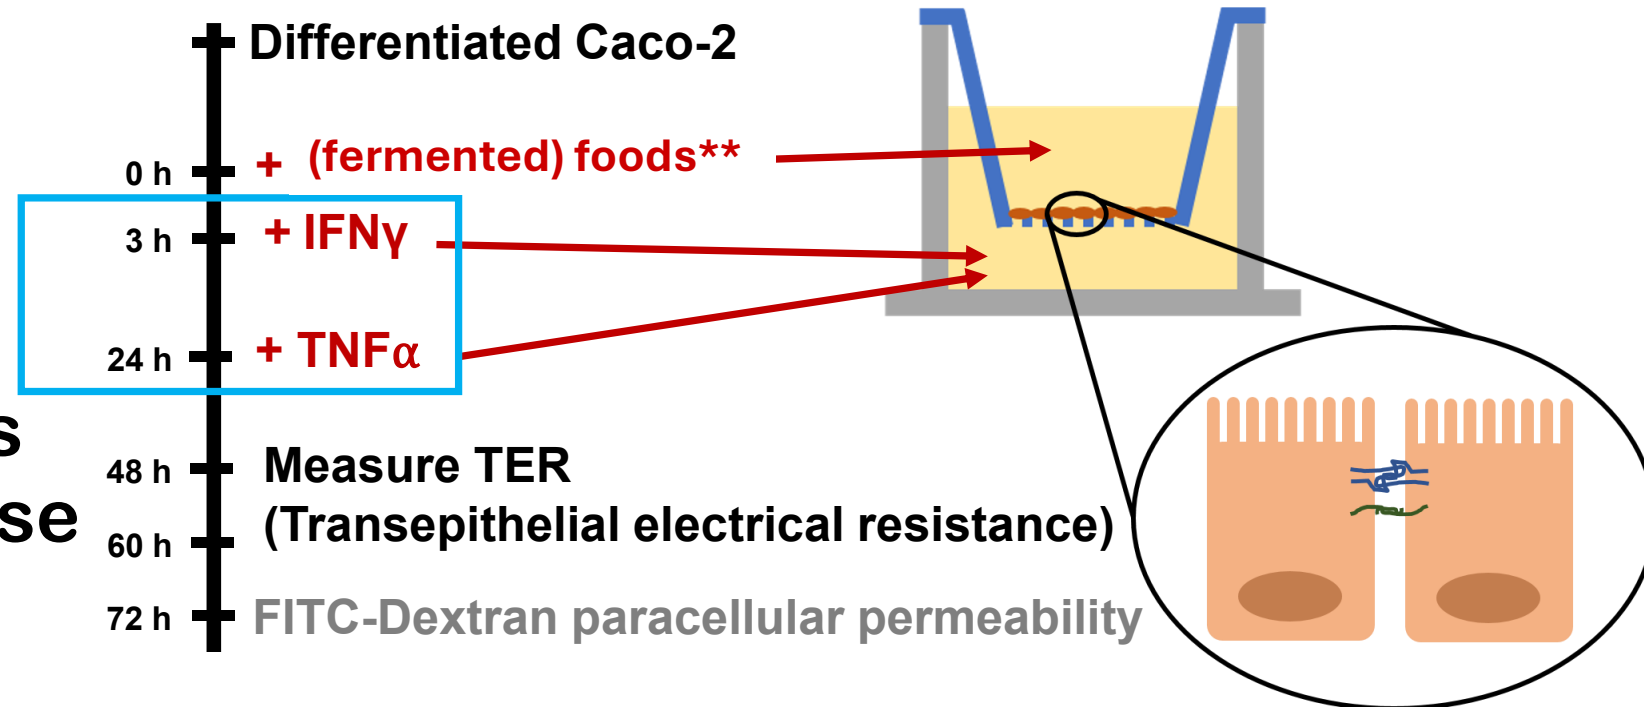 Differentiated Caco-2
0 h + (fermented) foods**
3 h + IFNγ
24 h + TNFα
s
48 h Measure TER
se
(Transepithelial electrical resistance)
60 h
72 h FITC-Dextran paracellular permeability